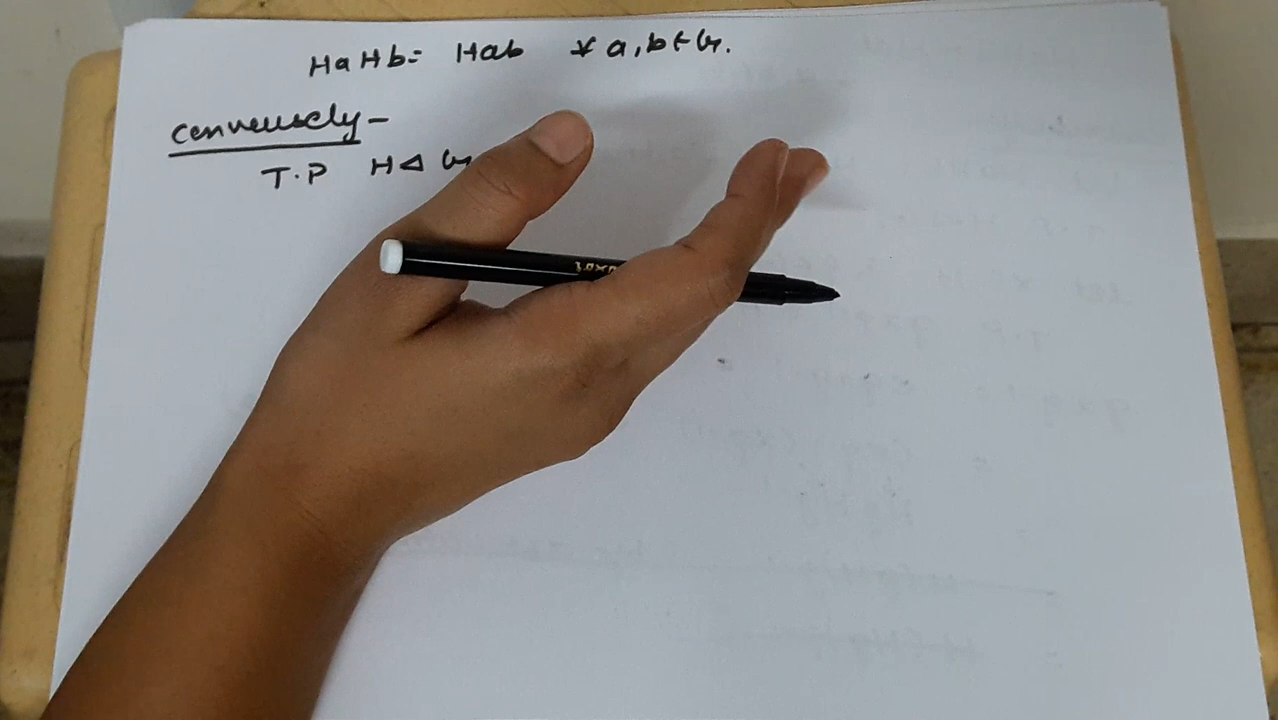 HaHb= Hab ∀ a,b∈G.
Conversely-
T.P H⊲ G